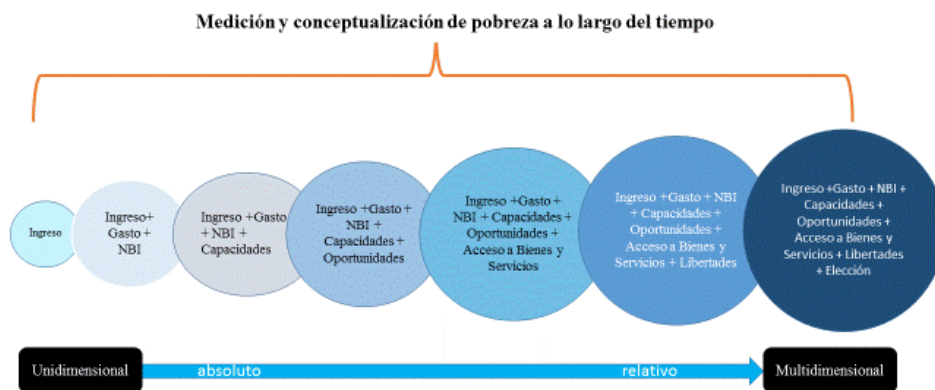 Medición y conceptualización de pobreza a lo largo del tiempo
Ingreso
Ingreso+
Gasto+
NBI
Ingreso +Gasto
+ NBI +
Capacidades
Ingreso +Gasto +
NBI +
Capacidades +
Oportunidades
Ingreso +Gasto+
NBI + Capacidades +
Oportunidades +
Acceso a Bienes y
Servicios
Ingreso +Gasto + NBI
+ Capacidades +
Oportunidades +
Acceso a Bienes y
Servicios + Libertades
Ingreso +Gasto + NBI +
Capacidades +
Oportunidades +
Acceso a Bienes y
Servicios + Libertades
+ Elección
Unidimensional
absoluto
relativo
Multidimensional